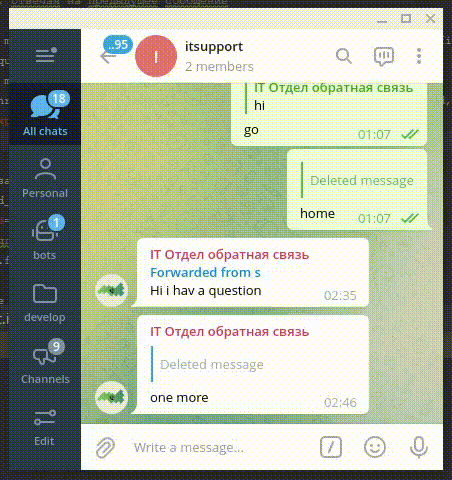 ..95
I
itsupport
2 members
18
All chats
Personal
1
bots
develop
9
Channels
Edit
IT Отдел обратная связь
hi
go
01:07
Deleted message
home
01:07
IT Отдел обратная связь
Forwarded from s
Hi i hav a question
02:35
IT Отдел обратная связь
Deleted message
one more
02:46
Write a message...